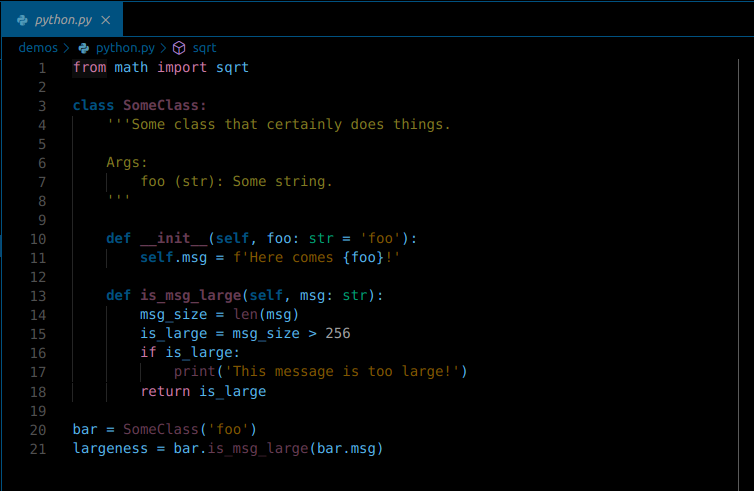 python.py
demos > python.py > sqrt
1 from math import sqrt
2
3 class SomeClass:
4     '''Some class that certainly does things.
5
6     Args:
7         foo (str): Some string.
8     '''
9
10     def __init__(self, foo: str = 'foo'):
11         self.msg = f'Here comes {foo}!'
12
13     def is_msg_large(self, msg: str):
14         msg_size = len(msg)
15         is_large = msg_size > 256
16         if is_large:
17             print('This message is too large!')
18         return is_large
19
20 bar = SomeClass('foo')
21 largeness = bar.is_msg_large(bar.msg)